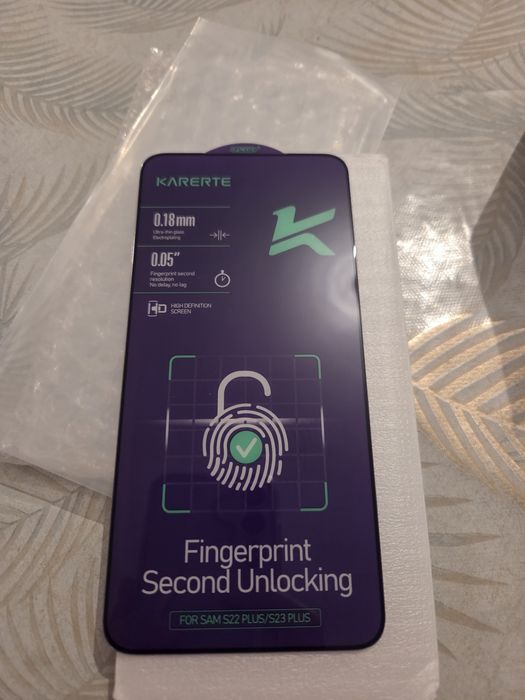 KARERTE
0.18mm
Ultra-thin glass
Electroplating
0.05"
Fingerprint second
resolution
No delay, no lag
HD
HIGH DEFINITION
SCREEN
Fingerprint
Second Unlocking
FOR SAM S22 PLUS/S23 PLUS